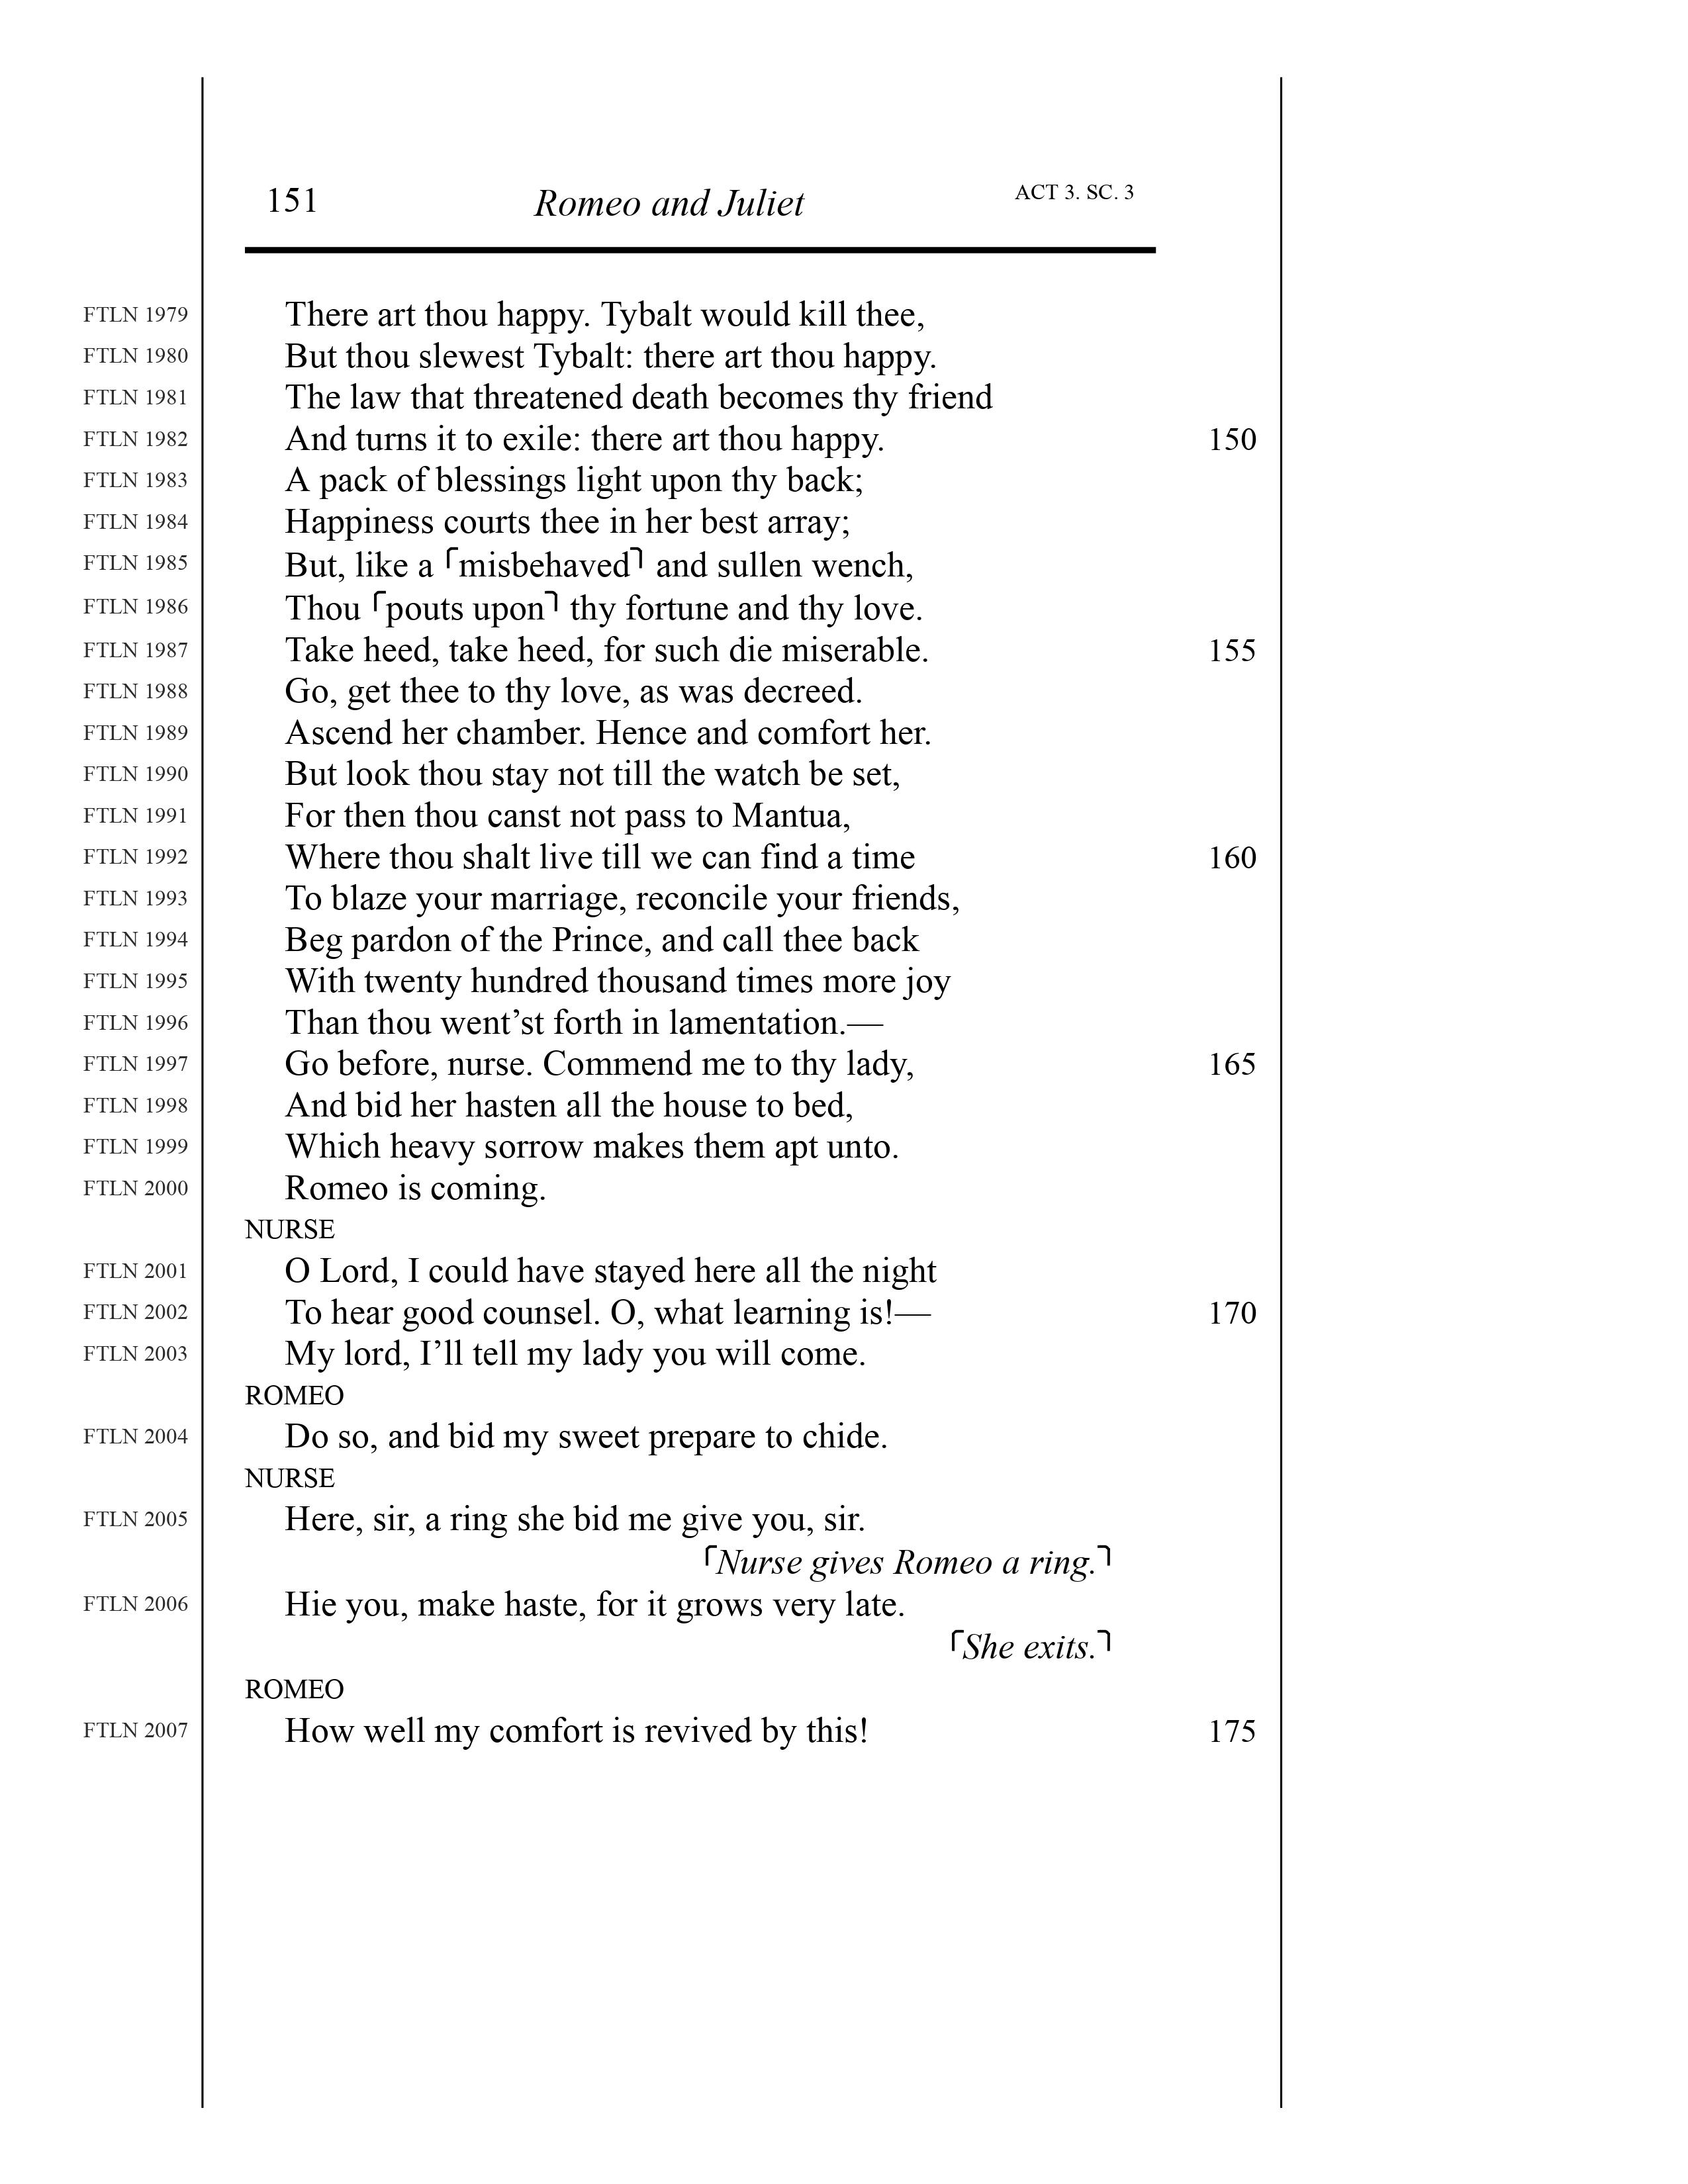 151 Romeo and Juliet ACT 3. SC. 3
FTLN 1979 There art thou happy. Tybalt would kill thee,
FTLN 1980 But thou slewest Tybalt: there art thou happy.
FTLN 1981 The law that threatened death becomes thy friend
FTLN 1982 And turns it to exile: there art thou happy. 150
FTLN 1983 A pack of blessings light upon thy back;
FTLN 1984 Happiness courts thee in her best array;
FTLN 1985 But, like a ⌜misbehaved⌝ and sullen wench,
FTLN 1986 Thou ⌜pouts upon⌝ thy fortune and thy love.
FTLN 1987 Take heed, take heed, for such die miserable. 155
FTLN 1988 Go, get thee to thy love, as was decreed.
FTLN 1989 Ascend her chamber. Hence and comfort her.
FTLN 1990 But look thou stay not till the watch be set,
FTLN 1991 For then thou canst not pass to Mantua,
FTLN 1992 Where thou shalt live till we can find a time 160
FTLN 1993 To blaze your marriage, reconcile your friends,
FTLN 1994 Beg pardon of the Prince, and call thee back
FTLN 1995 With twenty hundred thousand times more joy
FTLN 1996 Than thou went’st forth in lamentation.—
FTLN 1997 Go before, nurse. Commend me to thy lady, 165
FTLN 1998 And bid her hasten all the house to bed,
FTLN 1999 Which heavy sorrow makes them apt unto.
FTLN 2000 Romeo is coming.
NURSE
FTLN 2001 O Lord, I could have stayed here all the night
FTLN 2002 To hear good counsel. O, what learning is!— 170
FTLN 2003 My lord, I’ll tell my lady you will come.
ROMEO
FTLN 2004 Do so, and bid my sweet prepare to chide.
NURSE
FTLN 2005 Here, sir, a ring she bid me give you, sir.
⌜Nurse gives Romeo a ring.⌝
FTLN 2006 Hie you, make haste, for it grows very late.
⌜She exits.⌝
ROMEO
FTLN 2007 How well my comfort is revived by this! 175